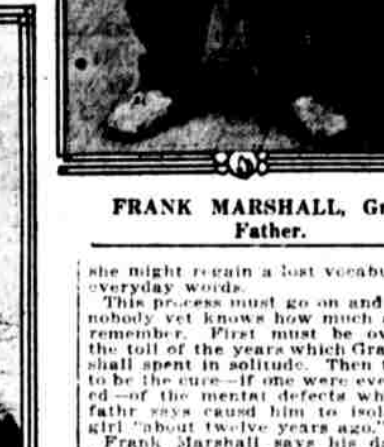 FRANK MARSHALL, Gr
Father.
she might regain a lost vocabu
everyday words.
This process must go on and
nobody yet knows how much
remember. First must be ov
the toll of the years which Gra
shall spent in solitude. Then t
to be the cure—if one were eve
ed—of the mental defects wh
fathr says causd him to isol
girl "about twelve years ago."
Frank Marshall says his